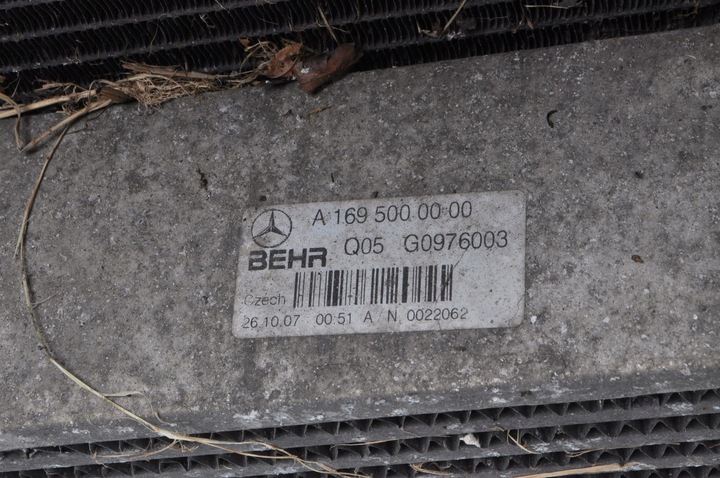 A 169 500 00 00
BEHR Q05 G0976003
Czech
26.10.07 00:51 A / N 0022062